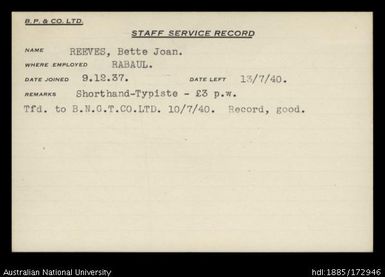 B.P. & CO. LTD.
STAFF SERVICE RECORD
NAME REEVES, Bette Joan.
WHERE EMPLOYED RABAUL.
DATE JOINED 9.12.37. DATE LEFT 13/7/40.
REMARKS Shorthand-Typiste - £3 p.w.
Tfd. to B.N.G.T.CO.LTD. 10/7/40. Record, good.
Australian National University
hdl:1885/172946